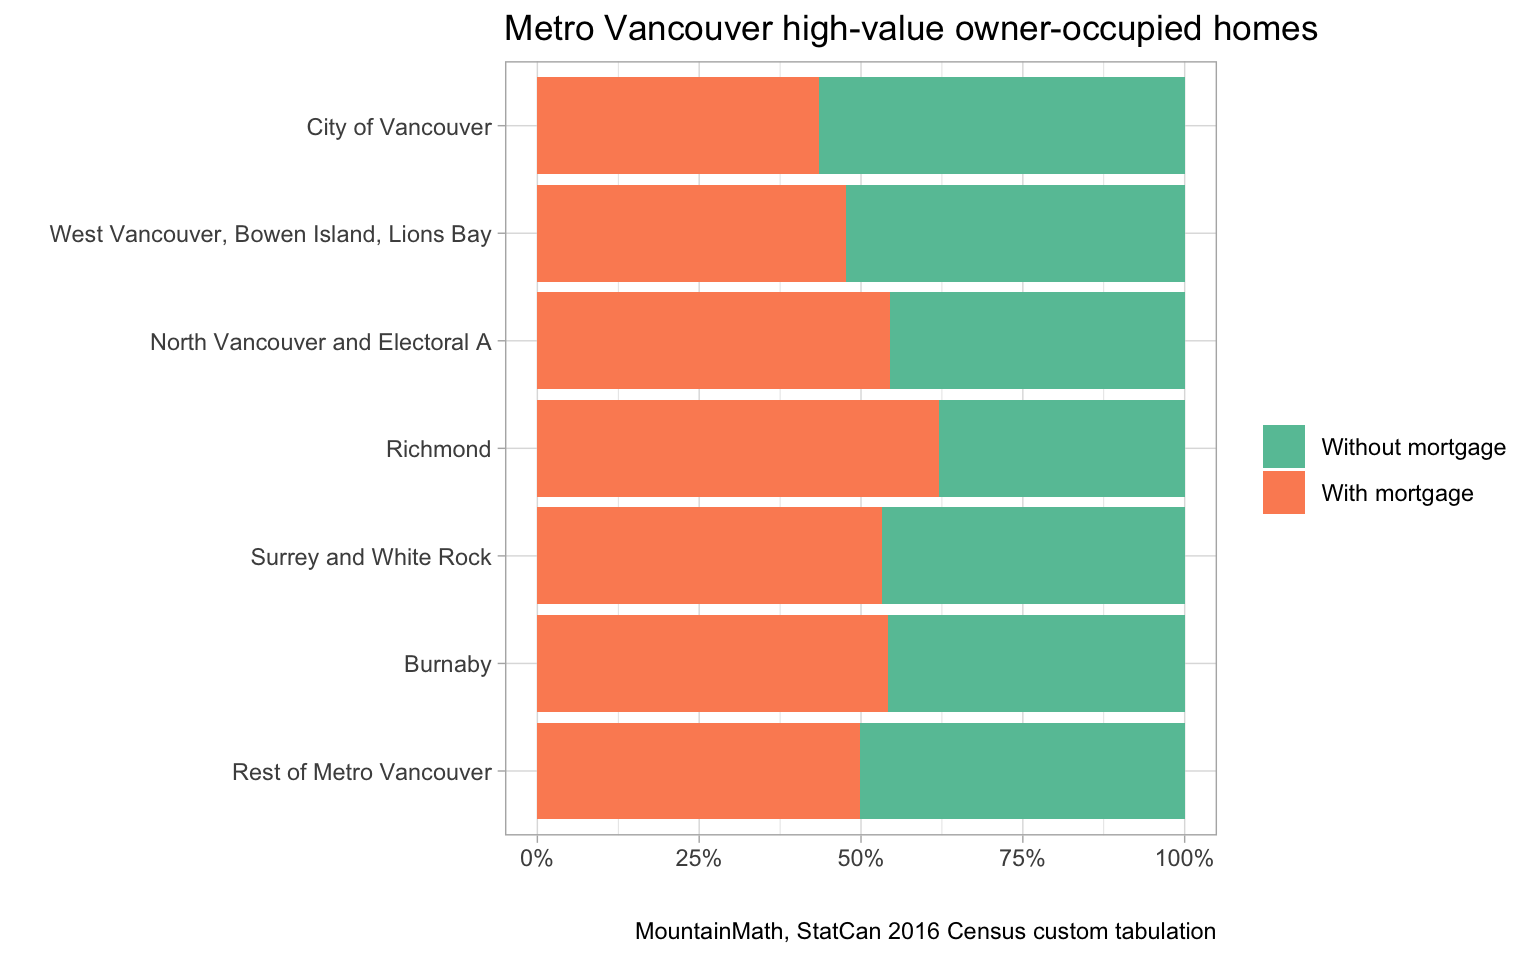 Metro Vancouver high-value owner-occupied homes
City of Vancouver
West Vancouver, Bowen Island, Lions Bay
North Vancouver and Electoral A
Richmond
Surrey and White Rock
Burnaby
Rest of Metro Vancouver
0%
25%
50%
75%
100%
Without mortgage
With mortgage
MountainMath, StatCan 2016 Census custom tabulation